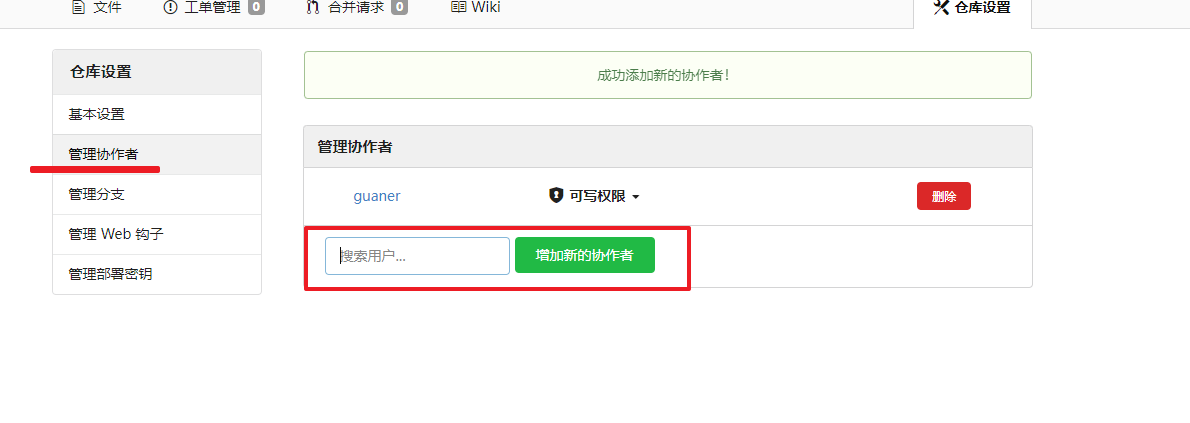 文件 工单管理 0 合并请求 0 Wiki 仓库设置
仓库设置
基本设置
管理协作者
管理分支
管理 Web 钩子
管理部署密钥
成功添加新的协作者！
管理协作者
guaner 可写权限 删除
搜索用户... 增加新的协作者